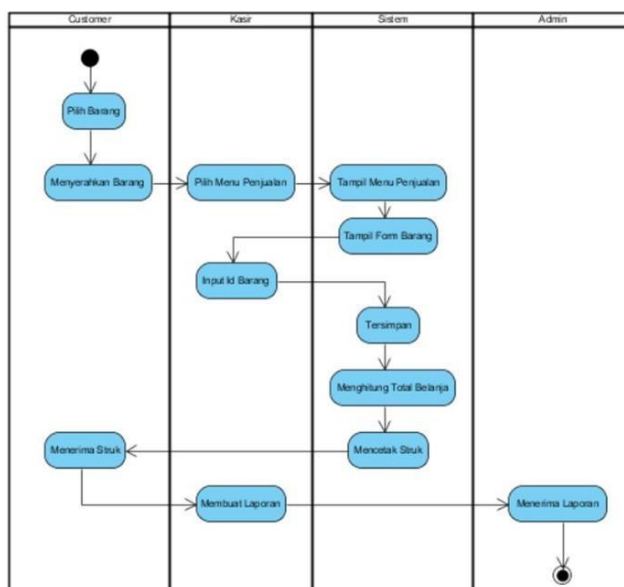 Customer Kasir Sistem Admin
Pilih Barang
Menyerahkan Barang Pilih Menu Penjualan Tampil Menu Penjualan
Tampil Form Barang
Input Id Barang
Tersimpan
Menghitung Total Belanja
Menerima Struk Mencetak Struk
Membuat Laporan Menerima Laporan